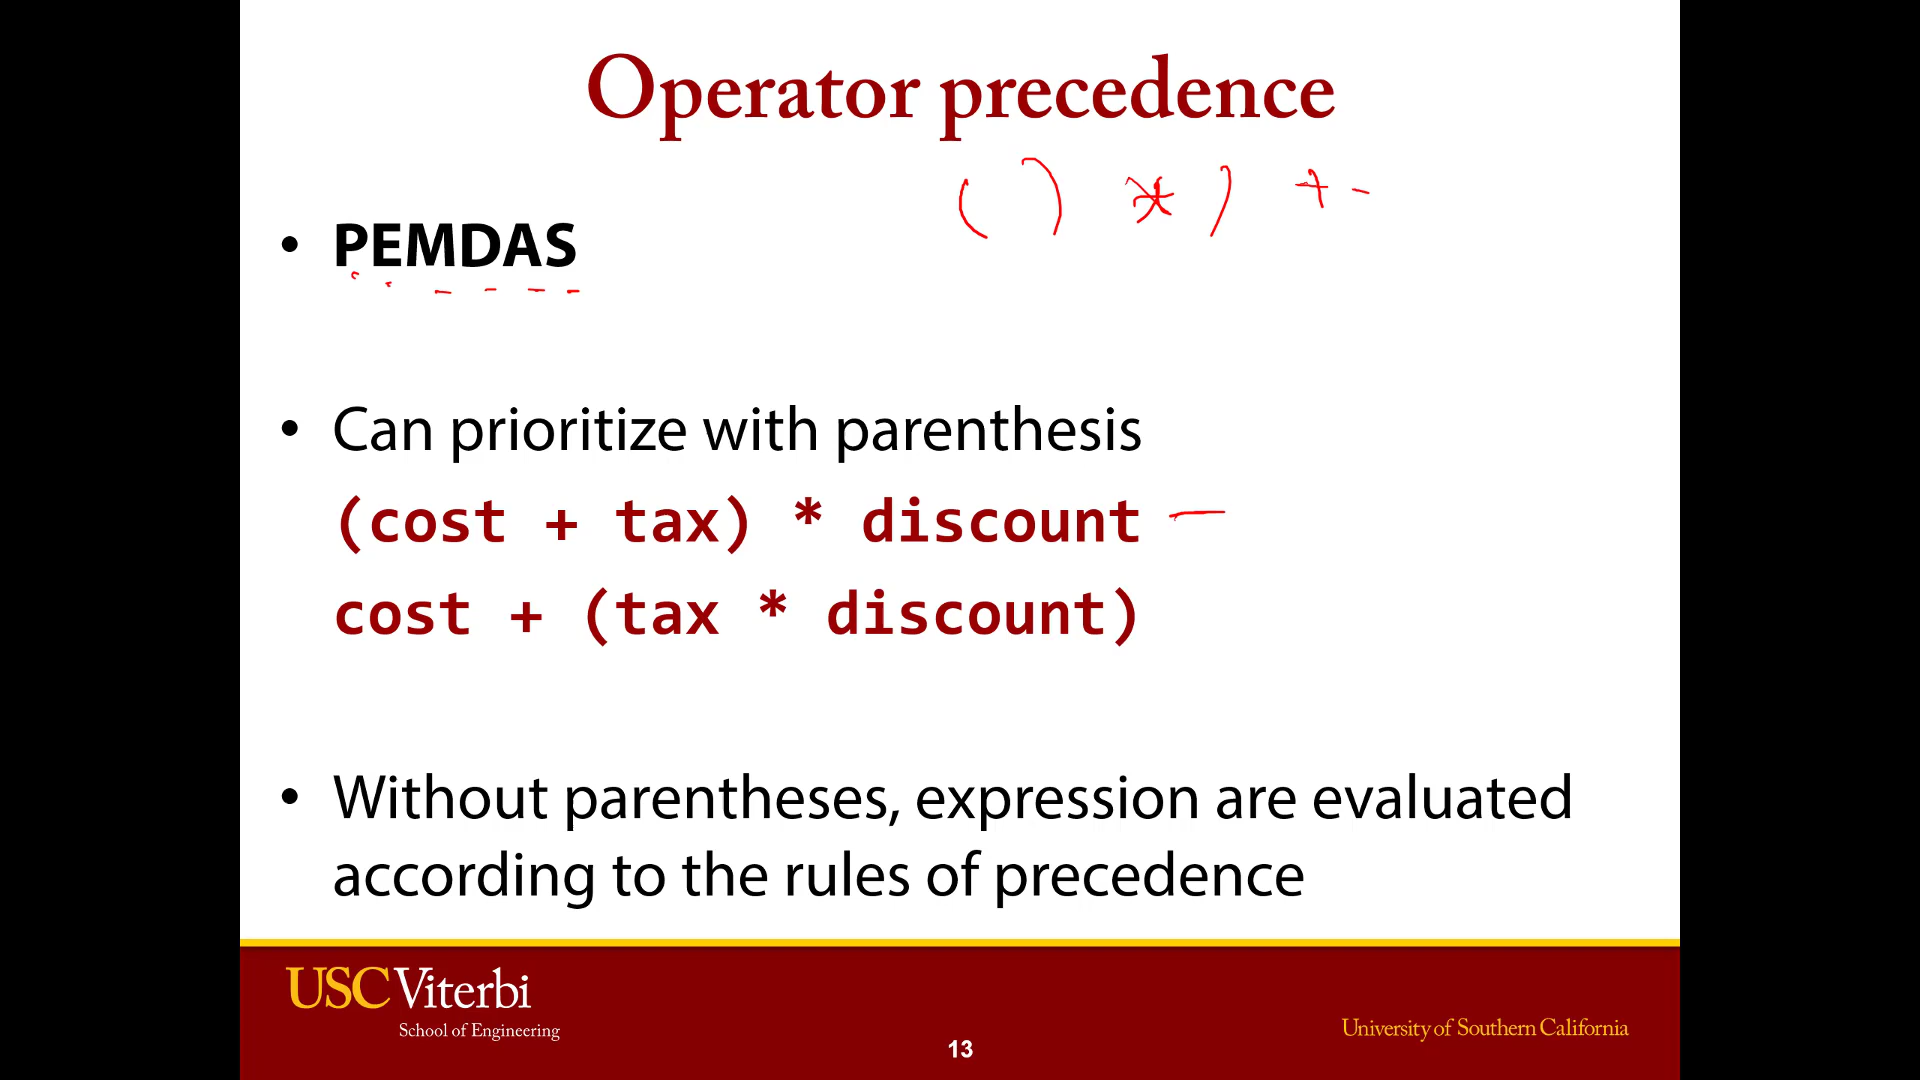 Operator precedence
( ) * / + -
• PEMDAS
• Can prioritize with parenthesis
(cost + tax) * discount
cost + (tax * discount)
• Without parentheses, expression are evaluated
according to the rules of precedence
USC Viterbi
School of Engineering
University of Southern California
13